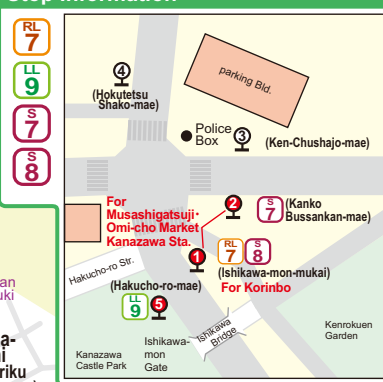 Stop Information
RL
7
LL
9
S
7
S
8
parking Bld.
4
(Hokutetsu
Shako-mae)
Police
Box
3
(Ken-Chushajo-mae)
For
Musashigatsuji･
Omi-cho Market
Kanazawa Sta.
2
S
7
(Kanko
Bussankan-mae)
1
RL
7
S
8
(Ishikawa-mon-mukai)
For Korinbo
Hakucho-ro Str.
(Hakucho-ro-mae)
LL
9
5
Ishikawa
Bridge
Ishikawa-
mon
Gate
Kanazawa
Castle Park
Kenrokuen
Garden